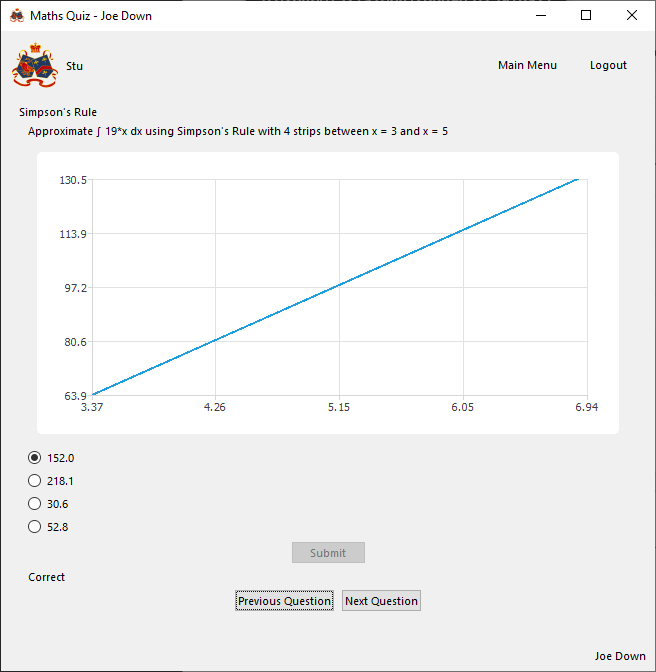 Maths Quiz - Joe Down
Stu
Main Menu
Logout
Simpson's Rule
Approximate ∫ 19*x dx using Simpson's Rule with 4 strips between x = 3 and x = 5
130.5
113.9
97.2
80.6
63.9
3.37 4.26 5.15 6.05 6.94
152.0
218.1
30.6
52.8
Submit
Correct
Previous Question Next Question
Joe Down